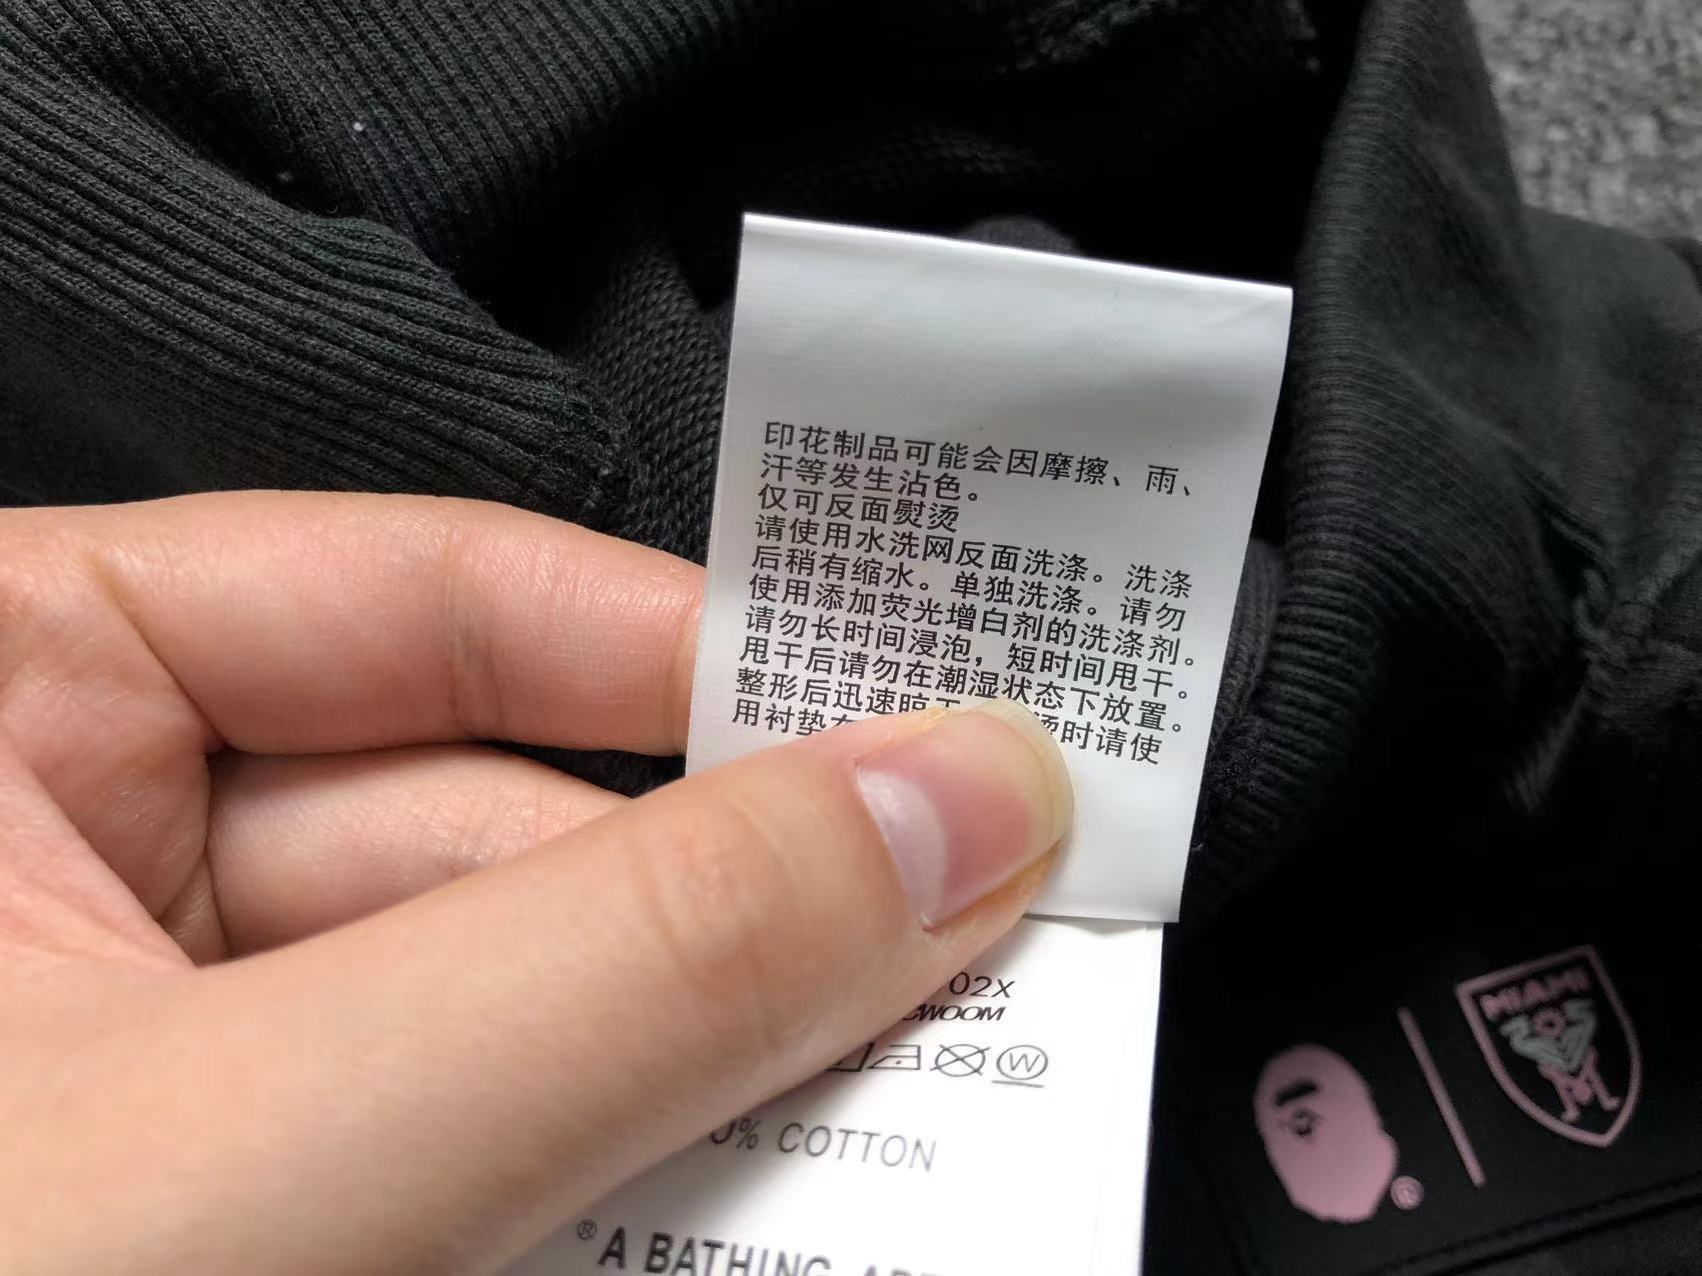 印花制品可能会因摩擦、雨、
汗等发生沾色。
仅可反面熨烫
请使用水洗网反面洗涤。洗涤
后稍有缩水。单独洗涤。请勿
使用添加荧光增白剂的洗涤剂。
请勿长时间浸泡，短时间甩干。
甩干后请勿在潮湿状态下放置。
整形后迅速晾干
烫时请使
用衬垫
02X
WOOM
W
% COTTON
® A BATHING
MIAMI
®